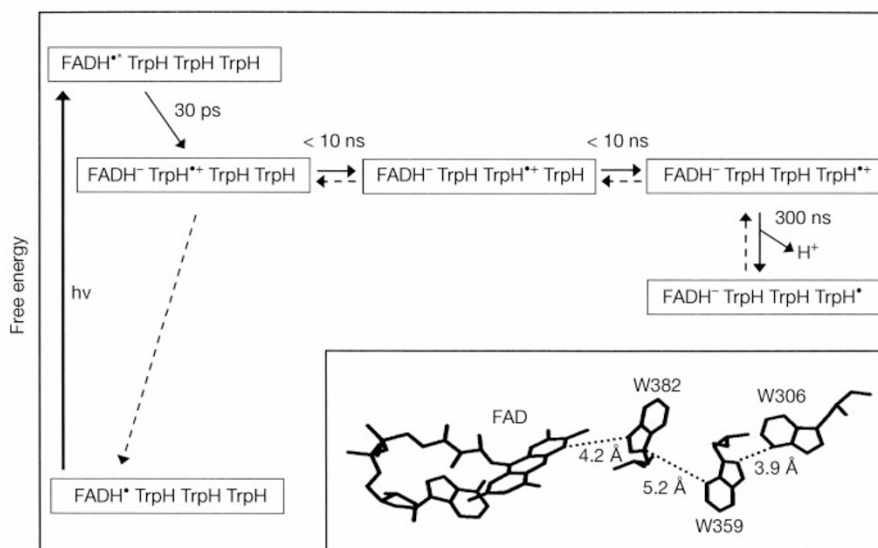 FADH•* TrpH TrpH TrpH
30 ps
< 10 ns
< 10 ns
FADH− TrpH•+ TrpH TrpH
FADH− TrpH TrpH•+ TrpH
FADH− TrpH TrpH TrpH•+
300 ns
H+
FADH− TrpH TrpH TrpH•
Free energy
hν
FADH• TrpH TrpH TrpH
FAD
W382
W306
4.2 Å
5.2 Å
3.9 Å
W359